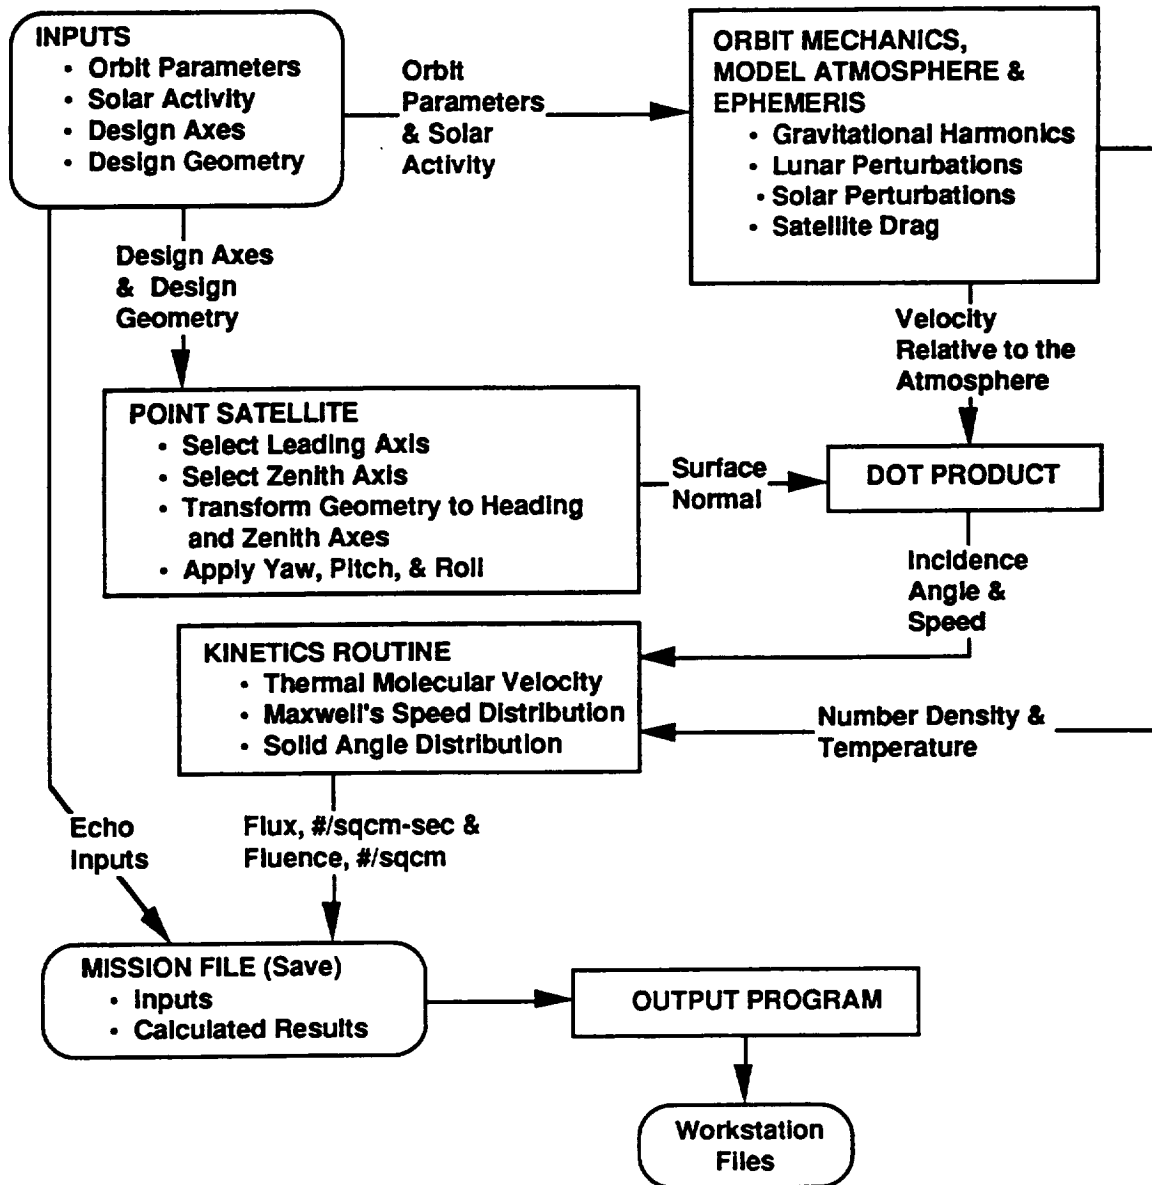 INPUTS
• Orbit Parameters
• Solar Activity
• Design Axes
• Design Geometry
Orbit
Parameters
& Solar
Activity
ORBIT MECHANICS,
MODEL ATMOSPHERE &
EPHEMERIS
• Gravitational Harmonics
• Lunar Perturbations
• Solar Perturbations
• Satellite Drag
Design Axes
& Design
Geometry
Velocity
Relative to the
Atmosphere
POINT SATELLITE
• Select Leading Axis
• Select Zenith Axis
• Transform Geometry to Heading
and Zenith Axes
• Apply Yaw, Pitch, & Roll
Surface
Normal
DOT PRODUCT
Incidence
Angle &
Speed
KINETICS ROUTINE
• Thermal Molecular Velocity
• Maxwell's Speed Distribution
• Solid Angle Distribution
Number Density &
Temperature
Echo
Inputs
Flux, #/sqcm-sec &
Fluence, #/sqcm
MISSION FILE (Save)
• Inputs
• Calculated Results
OUTPUT PROGRAM
Workstation
Files